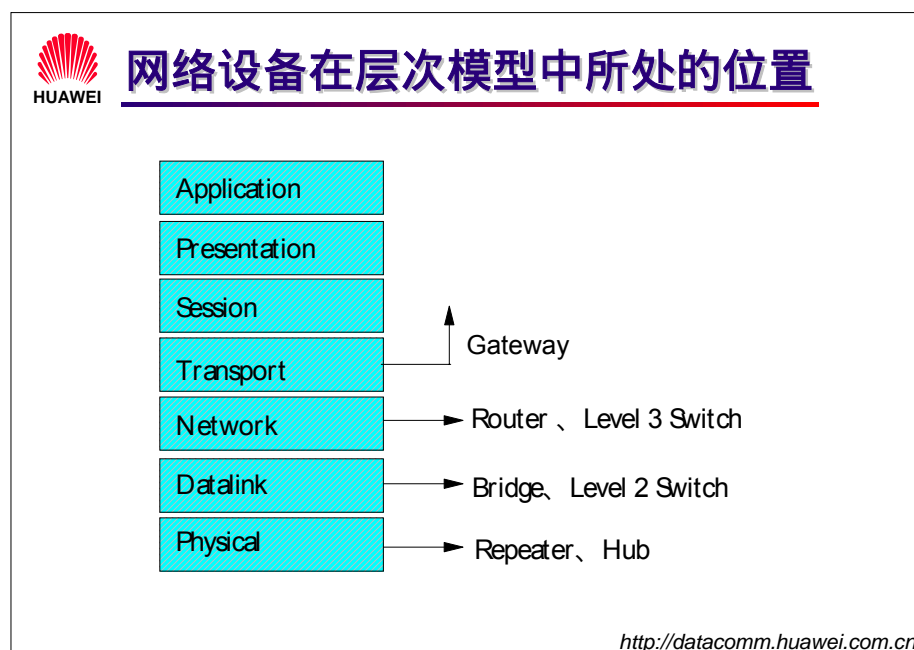 HUAWEI
网络设备在层次模型中所处的位置
Application
Presentation
Session
Gateway
Transport
Network
Router 、 Level 3 Switch
Datalink
Bridge、Level 2 Switch
Physical
Repeater、Hub
http://datacomm.huawei.com.cn